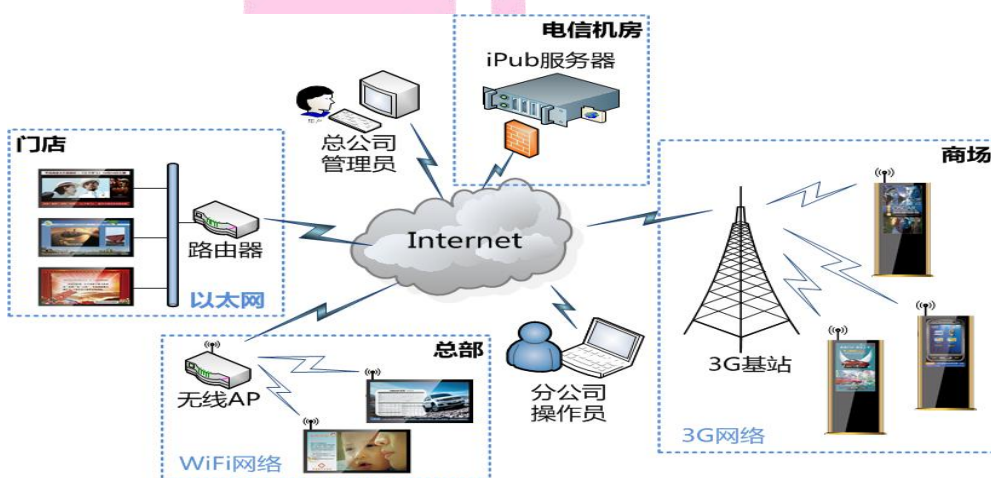 电信机房
iPub服务器
总公司
管理员
门店
路由器
以太网
Internet
商场
3G基站
3G网络
总部
无线AP
WiFi网络
分公司
操作员